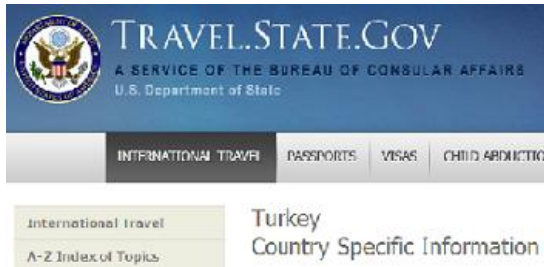 TRAVEL.STATE.GOV
A SERVICE OF THE BUREAU OF CONSULAR AFFAIRS
U.S. Department of State
INTERNATIONAL TRAVEL PASSPORTS VISAS CHILD ABDUCTIO
International Travel
A-Z Index of Topics
Turkey
Country Specific Information